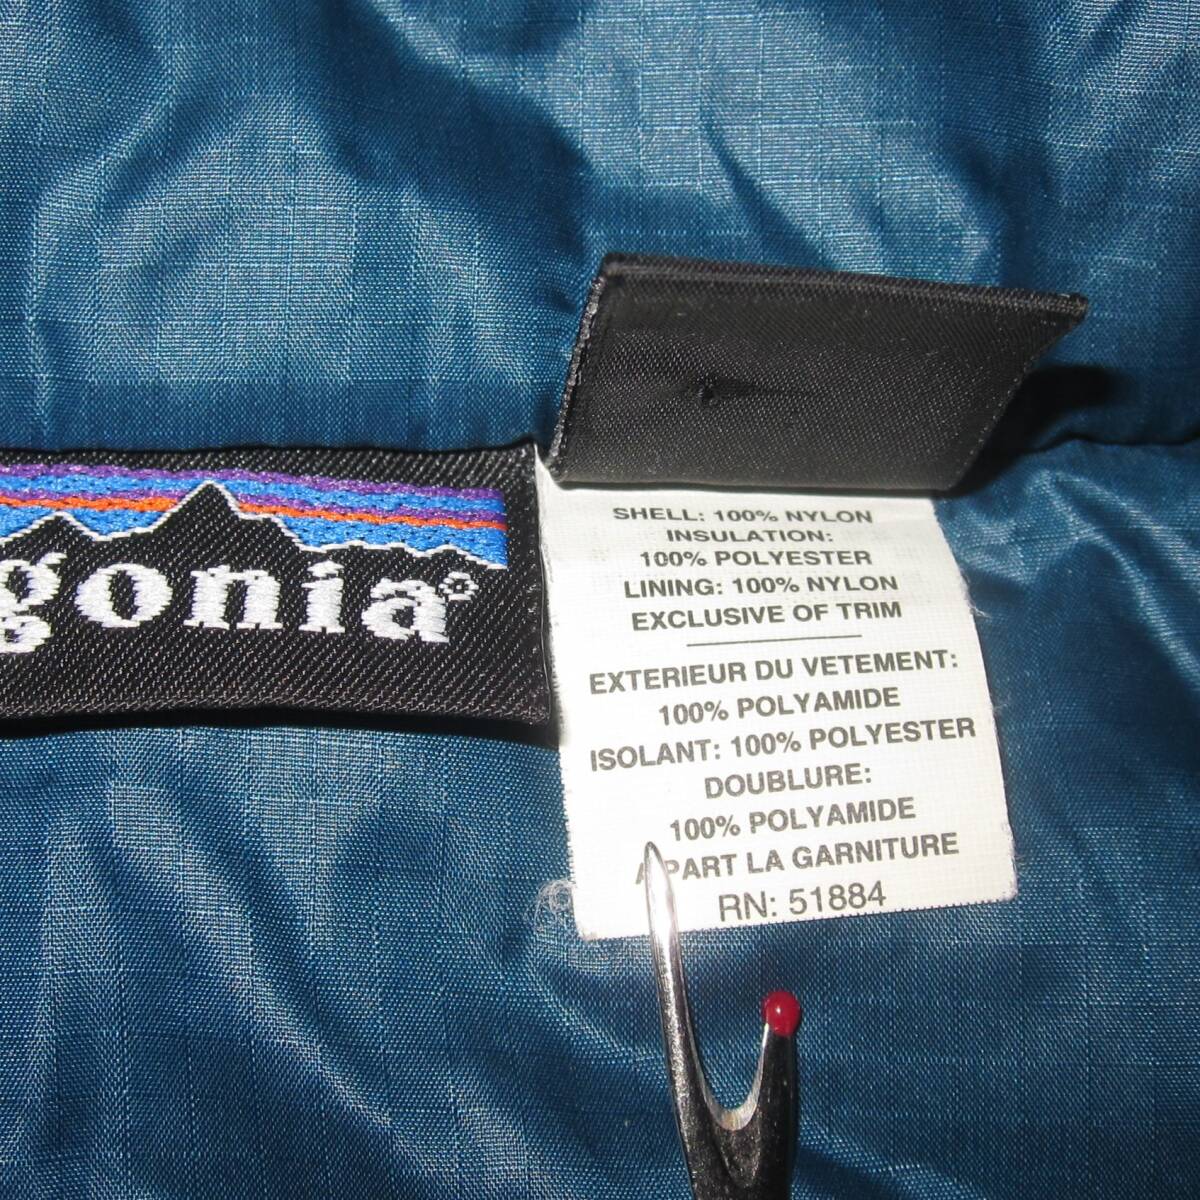 gonia®
SHELL: 100% NYLON
INSULATION:
100% POLYESTER
LINING: 100% NYLON
EXCLUSIVE OF TRIM
EXTERIEUR DU VETEMENT:
100% POLYAMIDE
ISOLANT: 100% POLYESTER
DOUBLURE:
100% POLYAMIDE
A PART LA GARNITURE
RN: 51884